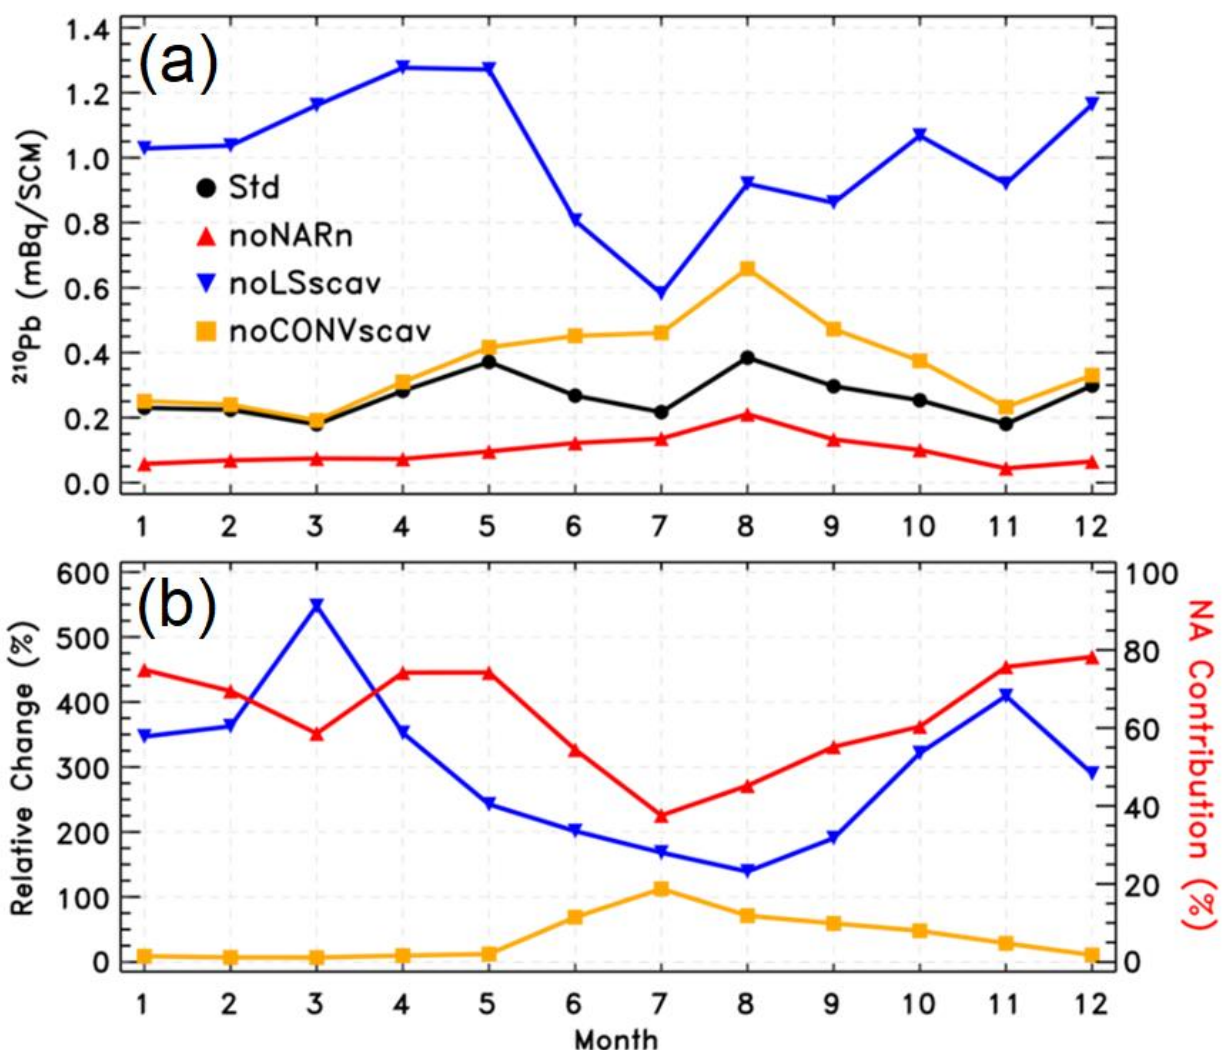 (a)
1.4
1.2
1.0
0.8
0.6
0.4
0.2
0.0
²¹⁰Pb (mBq/SCM)
Std
noNARn
noLSscav
noCONVscav
1 2 3 4 5 6 7 8 9 10 11 12
(b)
600
500
400
300
200
100
0
Relative Change (%)
100
80
60
40
20
0
NA Contribution (%)
1 2 3 4 5 6 7 8 9 10 11 12
Month